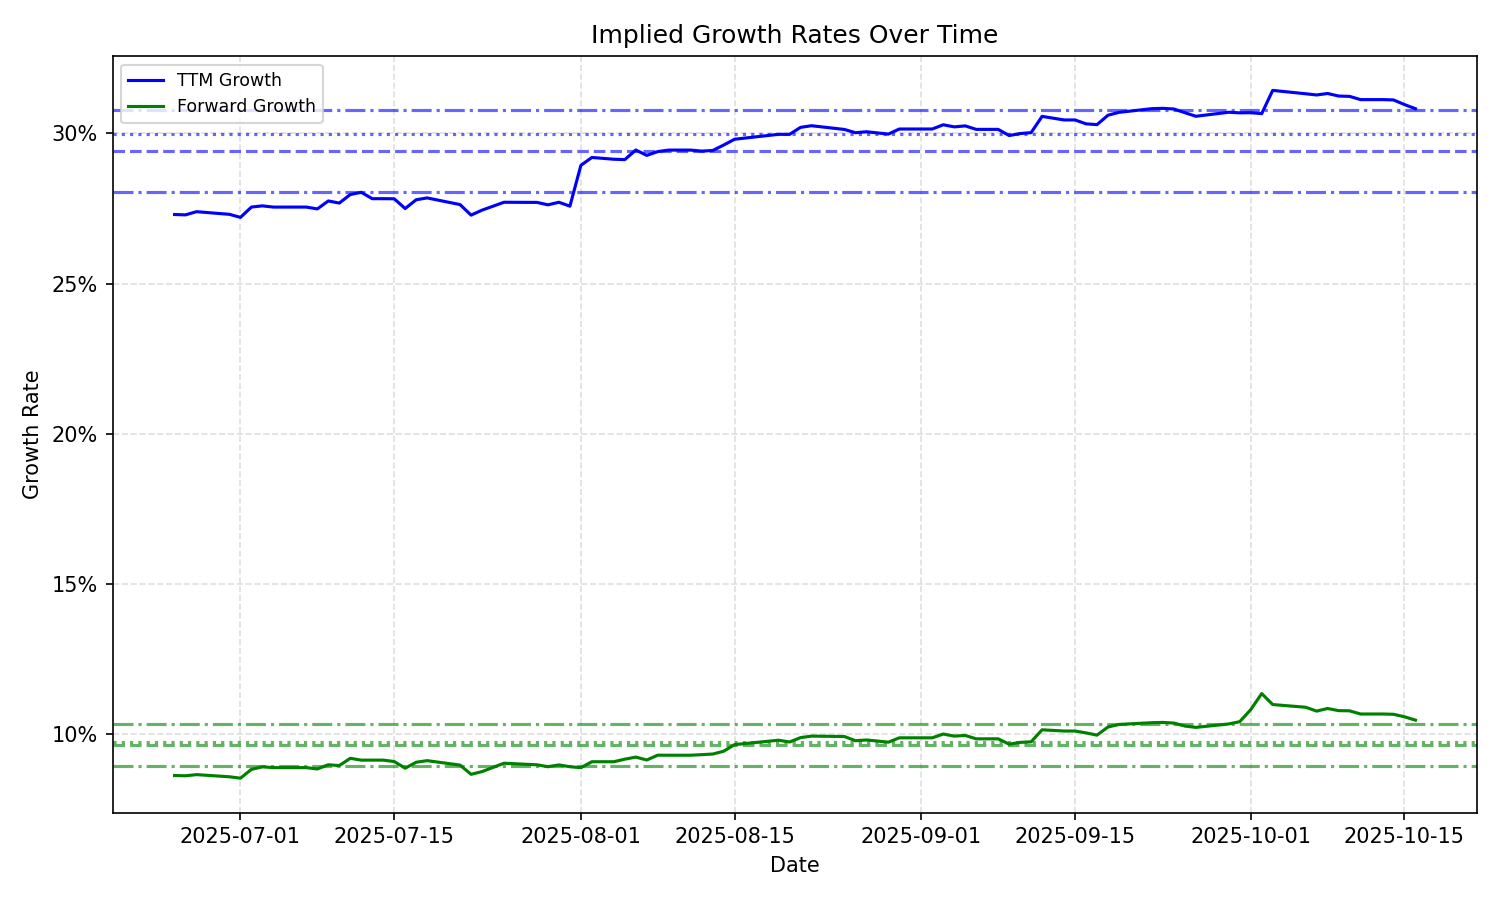 Implied Growth Rates Over Time
TTM Growth
Forward Growth
30%
25%
20%
15%
10%
Growth Rate
2025-07-01
2025-07-15
2025-08-01
2025-08-15
2025-09-01
2025-09-15
2025-10-01
2025-10-15
Date